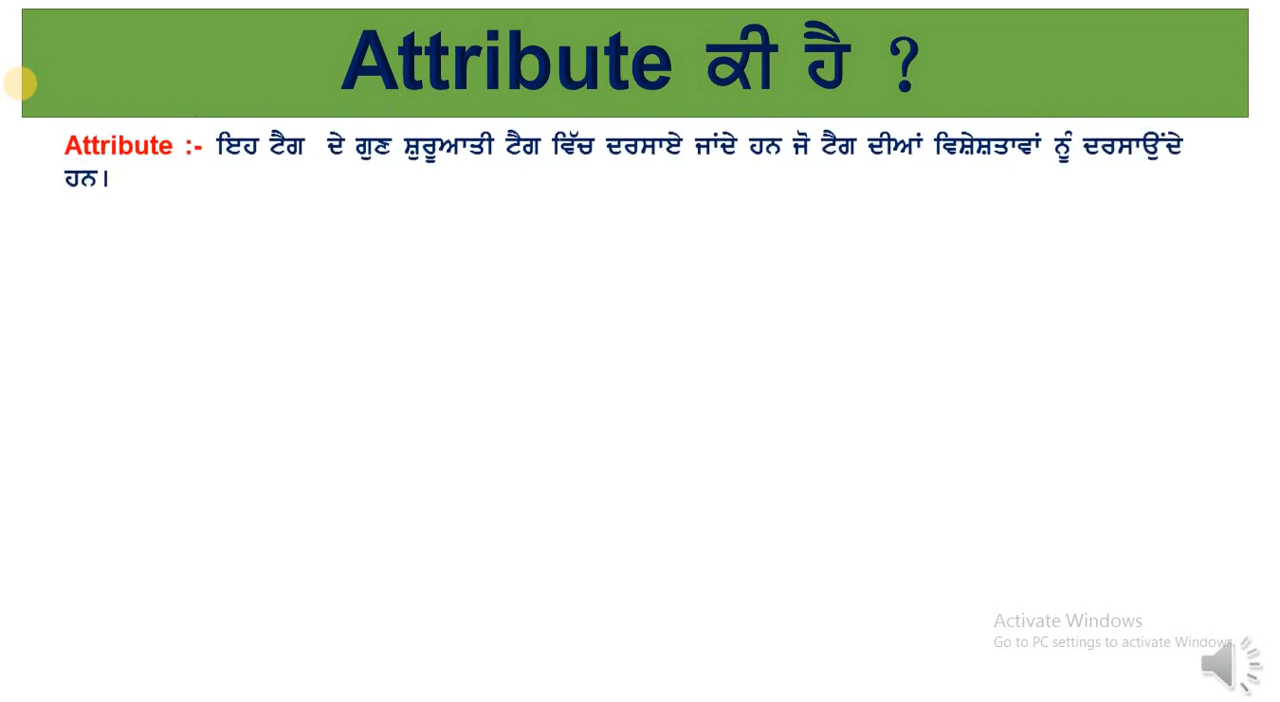 Attribute ਕੀ ਹੈ ?
Attribute :- ਇਹ ਟੈਗ ਦੇ ਗੁਣ ਸ਼ੁਰੂਆਤੀ ਟੈਗ ਵਿੱਚ ਦਰਸਾਏ ਜਾਂਦੇ ਹਨ ਜੋ ਟੈਗ ਦੀਆਂ ਵਿਸ਼ੇਸ਼ਤਾਵਾਂ ਨੂੰ ਦਰਸਾਉਂਦੇ
ਹਨ।
Activate Windows
Go to PC settings to activate Windows.